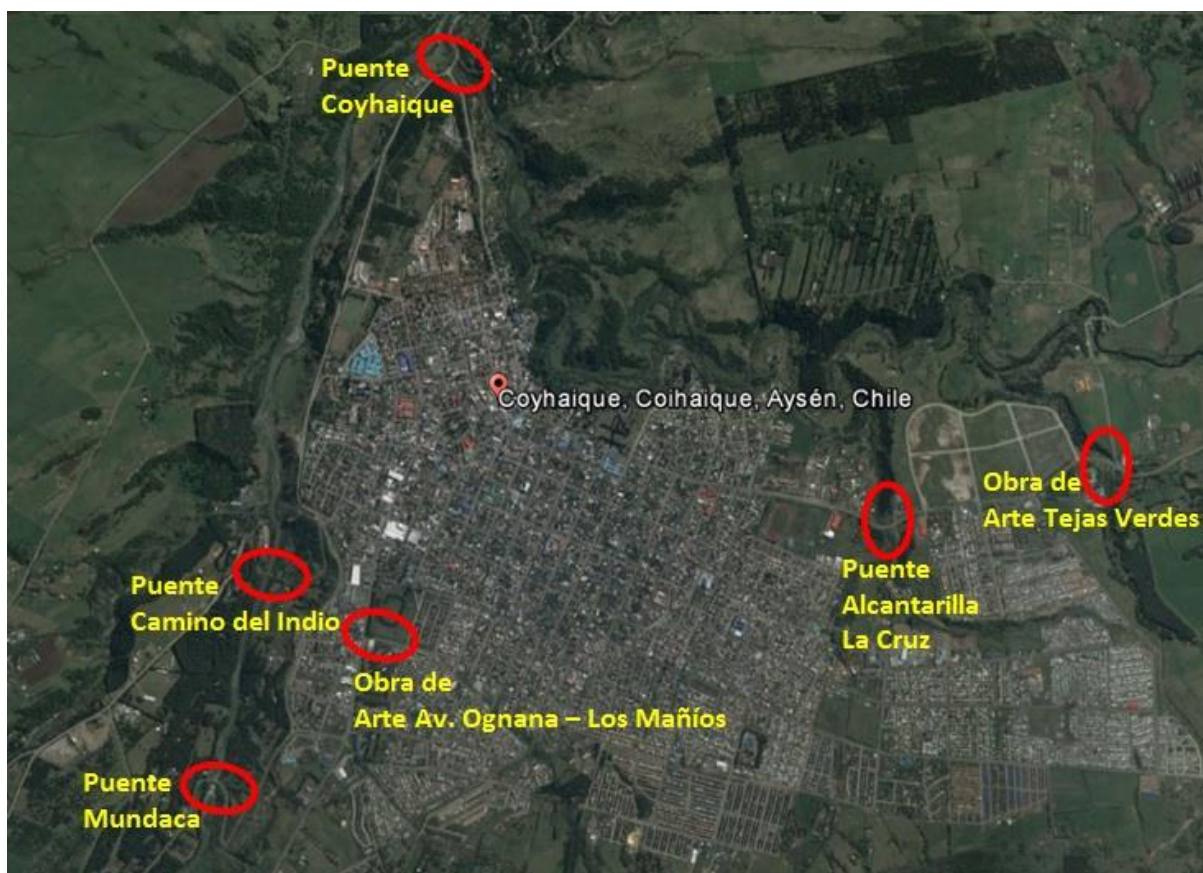 Puente
Coyhaique
Coyhaique, Coihaique, Aysén, Chile
Obra de
Arte Tejas Verdes
Puente
Alcantarilla
La Cruz
Puente
Camino del Indio
Obra de
Arte Av. Ognana – Los Mañíos
Puente
Mundaca